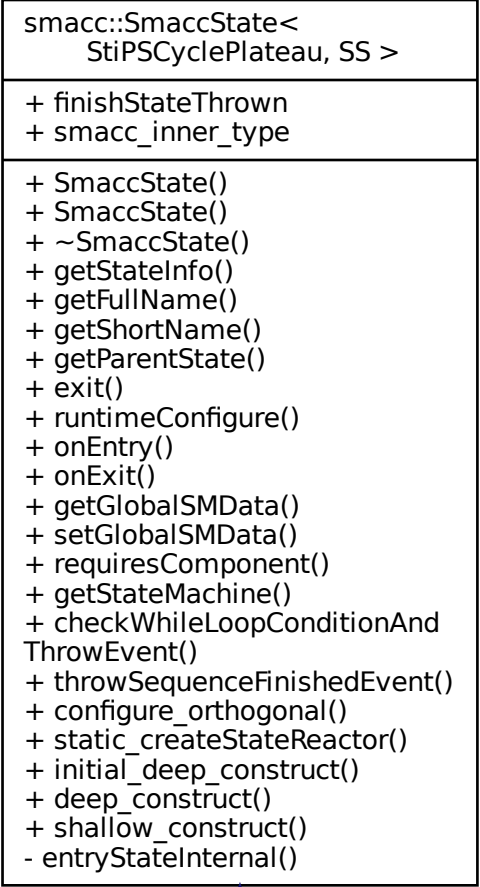 smacc::SmaccState<
StiPSCyclePlateau, SS >
+ finishStateThrown
+ smacc_inner_type
+ SmaccState()
+ SmaccState()
+ ~SmaccState()
+ getStateInfo()
+ getFullName()
+ getShortName()
+ getParentState()
+ exit()
+ runtimeConfigure()
+ onEntry()
+ onExit()
+ getGlobalSMData()
+ setGlobalSMData()
+ requiresComponent()
+ getStateMachine()
+ checkWhileLoopConditionAnd
ThrowEvent()
+ throwSequenceFinishedEvent()
+ configure_orthogonal()
+ static_createStateReactor()
+ initial_deep_construct()
+ deep_construct()
+ shallow_construct()
- entryStateInternal()